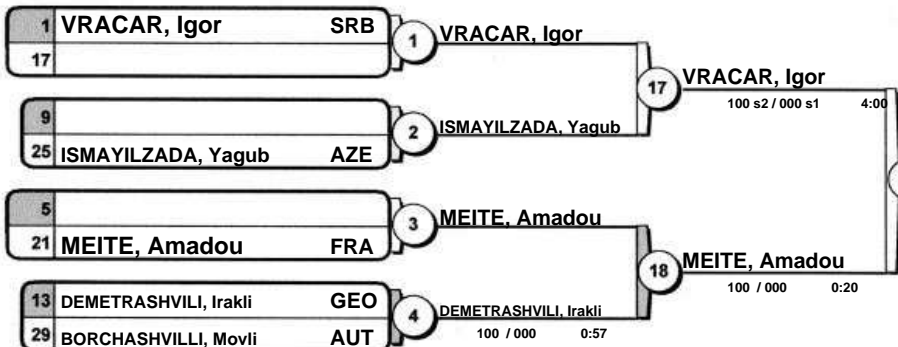 1 VRACAR, Igor SRB
17
1 VRACAR, Igor
17 VRACAR, Igor
100 s2 / 000 s1 4:00
9
25 ISMAYILZADA, Yagub AZE
2 ISMAYILZADA, Yagub
5
21 MEITE, Amadou FRA
3 MEITE, Amadou
18 MEITE, Amadou
100 / 000 0:20
13 DEMETRASHVILI, Irakli GEO
29 BORCHASHVILLI, Movli AUT
4 DEMETRASHVILI, Irakli
100 / 000 0:57